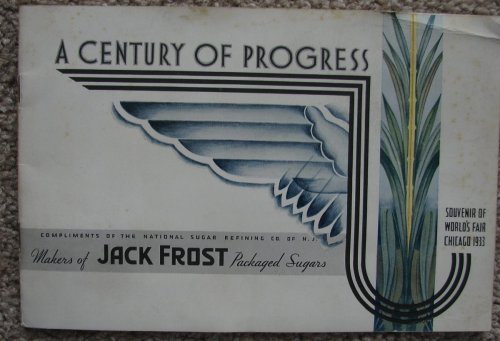 A CENTURY OF PROGRESS
COMPLIMENTS OF THE NATIONAL SUGAR REFINING CO. OF N.J.
Makers of JACK FROST Packaged Sugars
SOUVENIR OF
WORLD'S FAIR
CHICAGO 1933